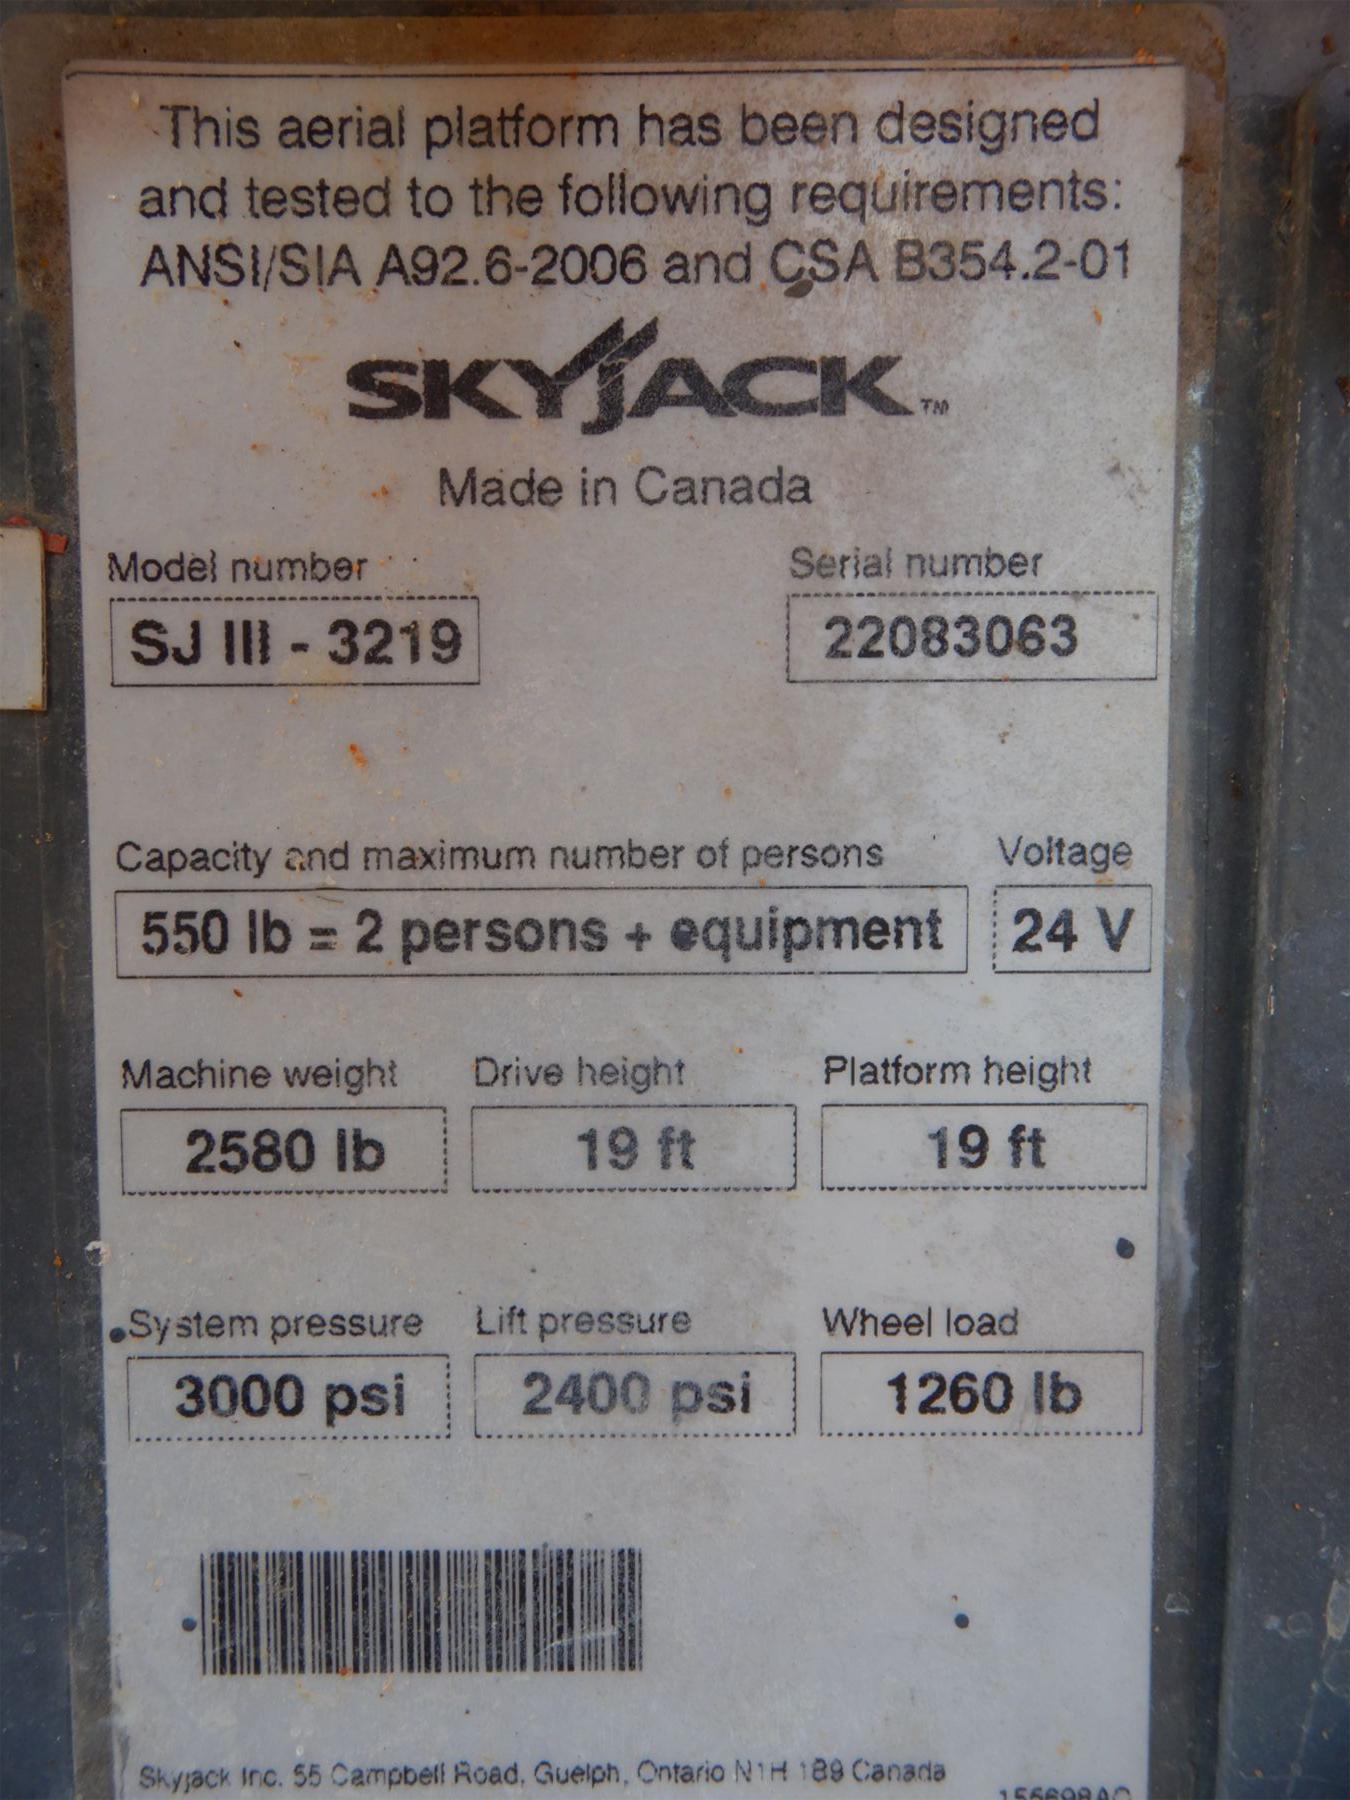 This aerial platform has been designed
and tested to the following requirements:
ANSI/SIA A92.6-2006 and CSA B354.2-01
SKYJACK™
Made in Canada
Model number Serial number
SJ III - 3219 22083063
Capacity and maximum number of persons Voltage
550 lb = 2 persons + equipment 24 V
Machine weight Drive height Platform height
2580 lb 19 ft 19 ft
System pressure Lift pressure Wheel load
3000 psi 2400 psi 1260 lb
Skyjack Inc. 55 Campbell Road, Guelph, Ontario N1H 1B9 Canada